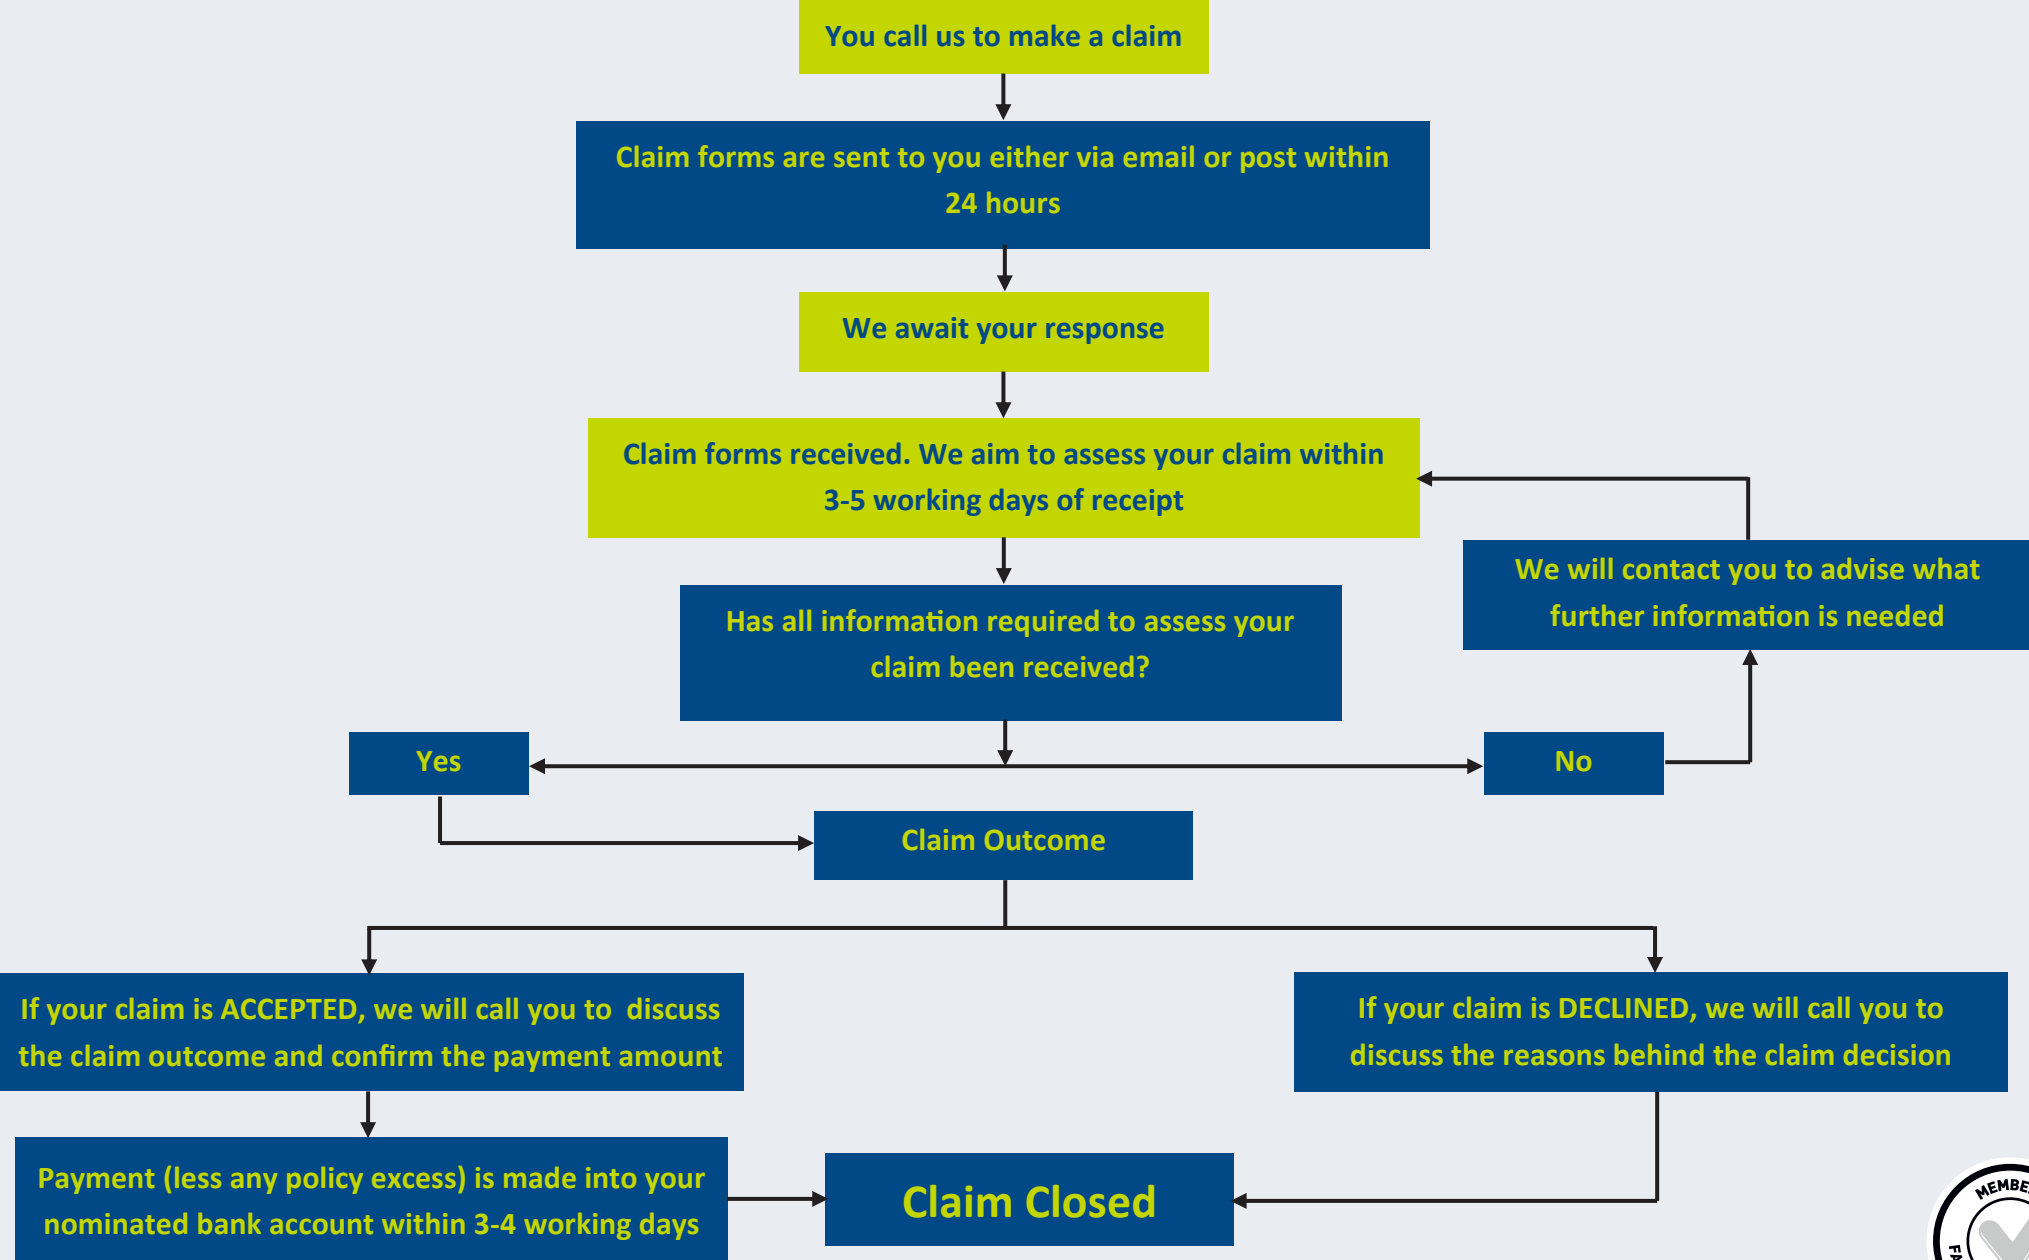 You call us to make a claim
Claim forms are sent to you either via email or post within
24 hours
We await your response
Claim forms received. We aim to assess your claim within
3-5 working days of receipt
We will contact you to advise what
further information is needed
Has all information required to assess your
claim been received?
Yes
No
Claim Outcome
If your claim is ACCEPTED, we will call you to  discuss
the claim outcome and confirm the payment amount
If your claim is DECLINED, we will call you to
discuss the reasons behind the claim decision
Payment (less any policy excess) is made into your
nominated bank account within 3-4 working days
Claim Closed